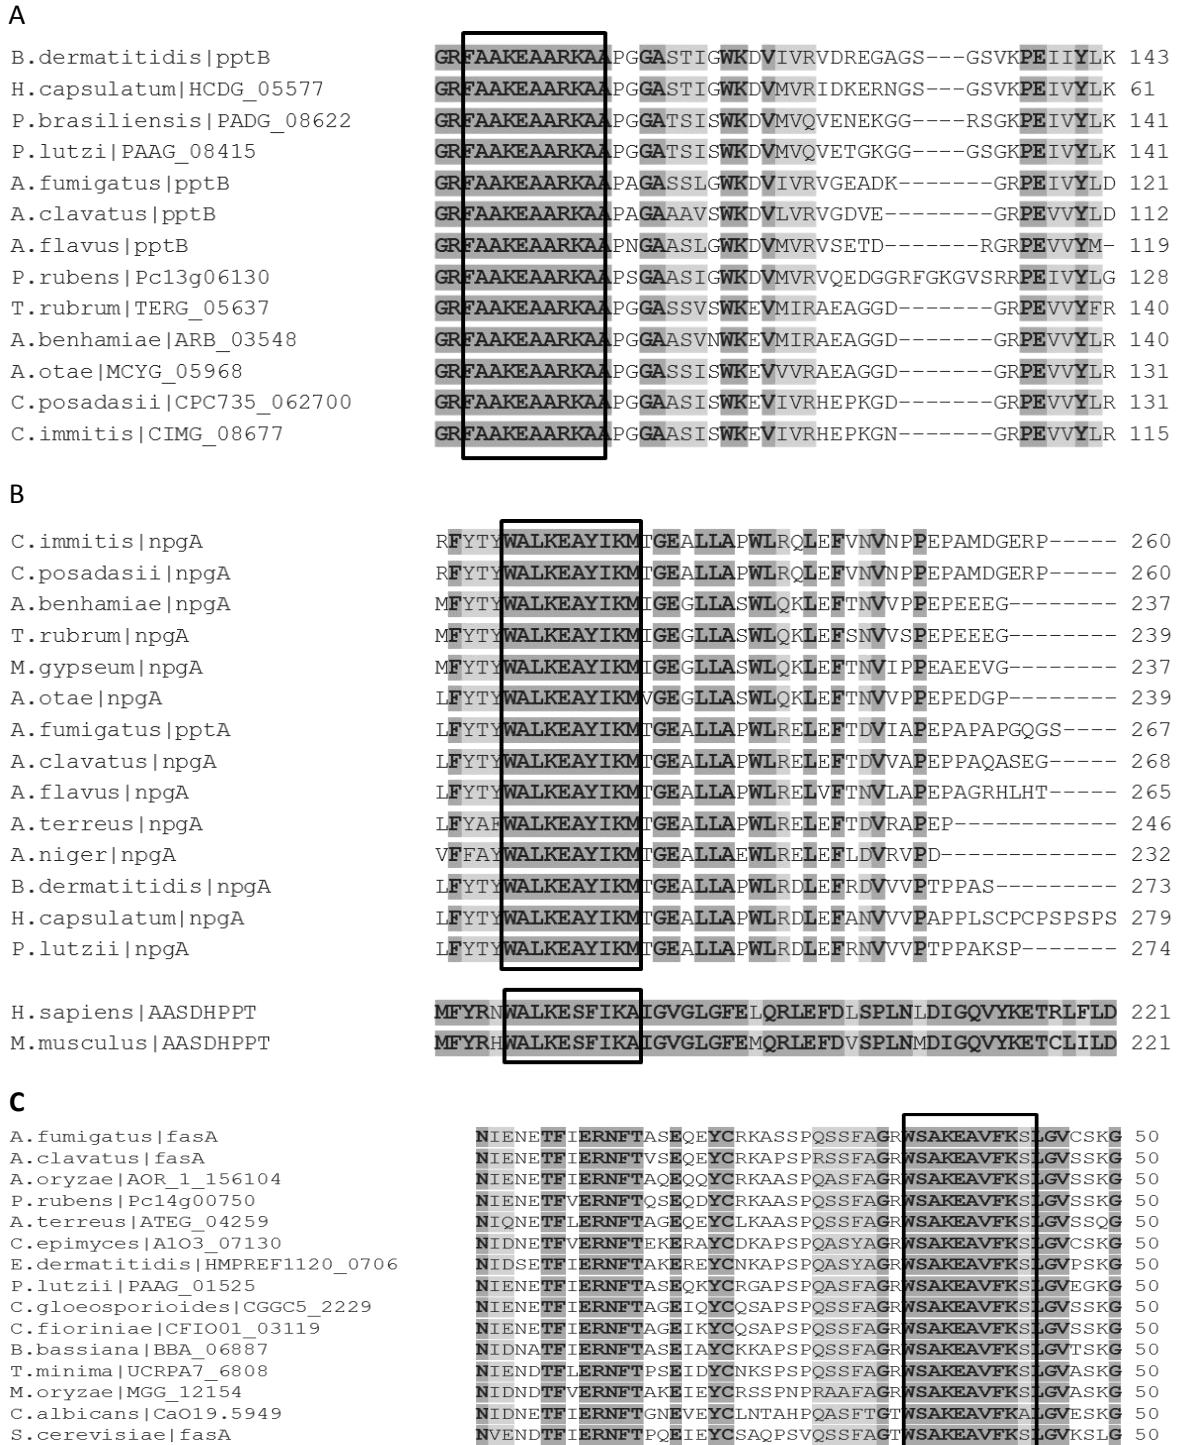 A
B.dermatitidis|pptB GRFAAKEAARKAAPGGASTIGWKDVIVRVDREGAGS---GSVKPEIIYLK 143
H.capsulatum|HCDG_05577 GRFAAKEAARKAAPGGASTIGWKDVMVRIDKERNGS---GSVKPEIVYLK 61
P.brasiliensis|PADG_08622 GRFAAKEAARKAAPGGATSISWKDVMVQVENEKGG----RSGKPEIVYLK 141
P.lutzi|PAAG_08415 GRFAAKEAARKAAPGGATSISWKDVMVQVETGKGG----GSGKPEIVYLK 141
A.fumigatus|pptB GRFAAKEAARKAAPAGASSLGWKDVIVRVGEADK-------GRPEIVYLD 121
A.clavatus|pptB GRFAAKEAARKAAPAGAAAVSWKDVLVRVGDVE--------GRPEVVYLD 112
A.flavus|pptB GRFAAKEAARKAAPNGAASLGWKDVMVRVSETD-------RGRPEVVYM- 119
P.rubens|Pc13g06130 GRFAAKEAARKAAPSGAASIGWKDVMVRVQEDGGRFGKGVSRRPEIVYLG 128
T.rubrum|TERG_05637 GRFAAKEAARKAAPGGASSVSWKEVMIRAEAGGD-------GRPEVVYFR 140
A.benhamiae|ARB_03548 GRFAAKEAARKAAPGGASVNWKEVMIRAEAGGD-------GRPEVVYLR 140
A.otae|MCYG_05968 GRFAAKEAARKAAPGGASSISWKEVVVRAEAGGD-------GRPEVVYLR 131
C.posadasii|CPC735_062700 GRFAAKEAARKAAPGGAASISWKEVIVRHEPKGD-------GRPEVVYLR 131
C.immitis|CIMG_08677 GRFAAKEAARKAAPGGAASISWKEVIVRHEPKGN-------GRPEVVYLR 115
B
C.immitis|npgA RFYTYWALKEAYIKMTGEALLAPWLRQLEFVNVNPPEPAMDGERP----- 260
C.posadasii|npgA RFYTYWALKEAYIKMTGEALLAPWLRQLEFVNVNPPEPAMDGERP----- 260
A.benhamiae|npgA MFYTYWALKEAYIKMIGEGLLASWLQKLEFTNVVPPEPEEEG-------- 237
T.rubrum|npgA MFYTYWALKEAYIKMIGEGLLASWLQKLEFSNVVSPEPEEEG-------- 239
M.gypseum|npgA MFYTYWALKEAYIKMIGEGLLASWLQKLEFTNVIPPEAEEVG-------- 237
A.otae|npgA LFYTYWALKEAYIKMVGEGLLASWLQKLEFTNVVPPEPEDGP-------- 239
A.fumigatus|pptA LFYTYWALKEAYIKMTGEALLAPWLRELEFTDVIAPEPAPAPGQGS---- 267
A.clavatus|npgA LFYTYWALKEAYIKMTGEALLAPWLRELEFTDVVAPEPPAQASEG----- 268
A.flavus|npgA LFYTYWALKEAYIKMTGEALLAPWLRELVFTNVLAPEPAGRHLHT----- 265
A.terreus|npgA LFYAFWALKEAYIKMTGEALLAPWLRELEFTDVRAPEP------------ 246
A.niger|npgA VFFAYWALKEAYIKMTGEALLAEWLRELEFLDVRVPD------------- 232
B.dermatitidis|npgA LFYTYWALKEAYIKMTGEALLAPWLRDLEFRDVVVPTPPAS--------- 273
H.capsulatum|npgA LFYTYWALKEAYIKMTGEALLAPWLRDLEFANVVVPAPPLSCPCPSPSPS 279
P.lutzii|npgA LFYTYWALKEAYIKMTGEALLAPWLRDLEFRNVVVPTPPAKSP------- 274
H.sapiens|AASDHPPT MFYRNWALKESFIKAIGVGLGFELQRLEFDLSPLNLDIGQVYKETRLFLD 221
M.musculus|AASDHPPT MFYRHWALKESFIKAIGVGLGFEMQRLEFDVSPLNMDIGQVYKETCLILD 221
C
A.fumigatus|fasA NIENETFIERNFTASEQEYCRKASSPQSSFAGRWSAKEAVFKSLGVCSKG 50
A.clavatus|fasA NIENETFIERNFTVSEQEYCRKAPSPRSSFAGRWSAKEAVFKSLGVSSKG 50
A.oryzae|AOR_1_156104 NIENETFIERNFTAQEQQYCRKAASPQSSFAGRWSAKEAVFKSLGVSSKG 50
P.rubens|Pc14g00750 NIENETFVERNFTQSEQDYCRKAASPQSSFAGRWSAKEAVFKSLGVSSKG 50
A.terreus|ATEG_04259 NIQNETFLERNFTAGEQEYCLKAASPQSSFAGRWSAKEAVFKSLGVSSQG 50
C.epimyces|A1O3_07130 NIDNETFVERNFTEKERAYCDKAPSPQASYAGRWSAKEAVFKSLGVCSKG 50
E.dermatitidis|HMPREF1120_0706 NIDSETFIERNFTAKEREYCNKAPSPQASYAGRWSAKEAVFKSLGVPSKG 50
P.lutzii|PAAG_01525 NIENETFIERNFTASEQKYCRGAPSPQSSFAGRWSAKEAVFKSLGVEGKG 50
C.gloeosporioides|CGGC5_2229 NIENETFIERNFTAGEIQYCQSAPSPQSSFAGRWSAKEAVFKSLGVSSKG 50
C.fioriniae|CFIO01_03119 NIENETFIERNFTAGEIKYCQSAPSPQSSFAGRWSAKEAVFKSLGVSSKG 50
B.bassiana|BBA_06887 NIDNATFIERNFTASEIAYCKKAPSPQSSFAGRWSAKEAVFKSLGVTSKG 50
T.minima|UCRPA7_6808 NIENDTFLERNFTPSEIDYCNKSPSPQSSFAGRWSAKEAVFKSLGVASKG 50
M.oryzae|MGG_12154 NIDNDTFVERNFTAKEIEYCRSSPNPRAAFAGRWSAKEAVFKSLGVASKG 50
C.albicans|CaO19.5949 NIDNETFIERNFTGNEVEYCLNTAHPQASFTGTWSAKEAVFKALGVESKG 50
S.cerevisiae|fasA NVENDTFIERNFTPQEIEYCSAQPSVQSSFAGTWSAKEAVFKSLGVKSLG 50